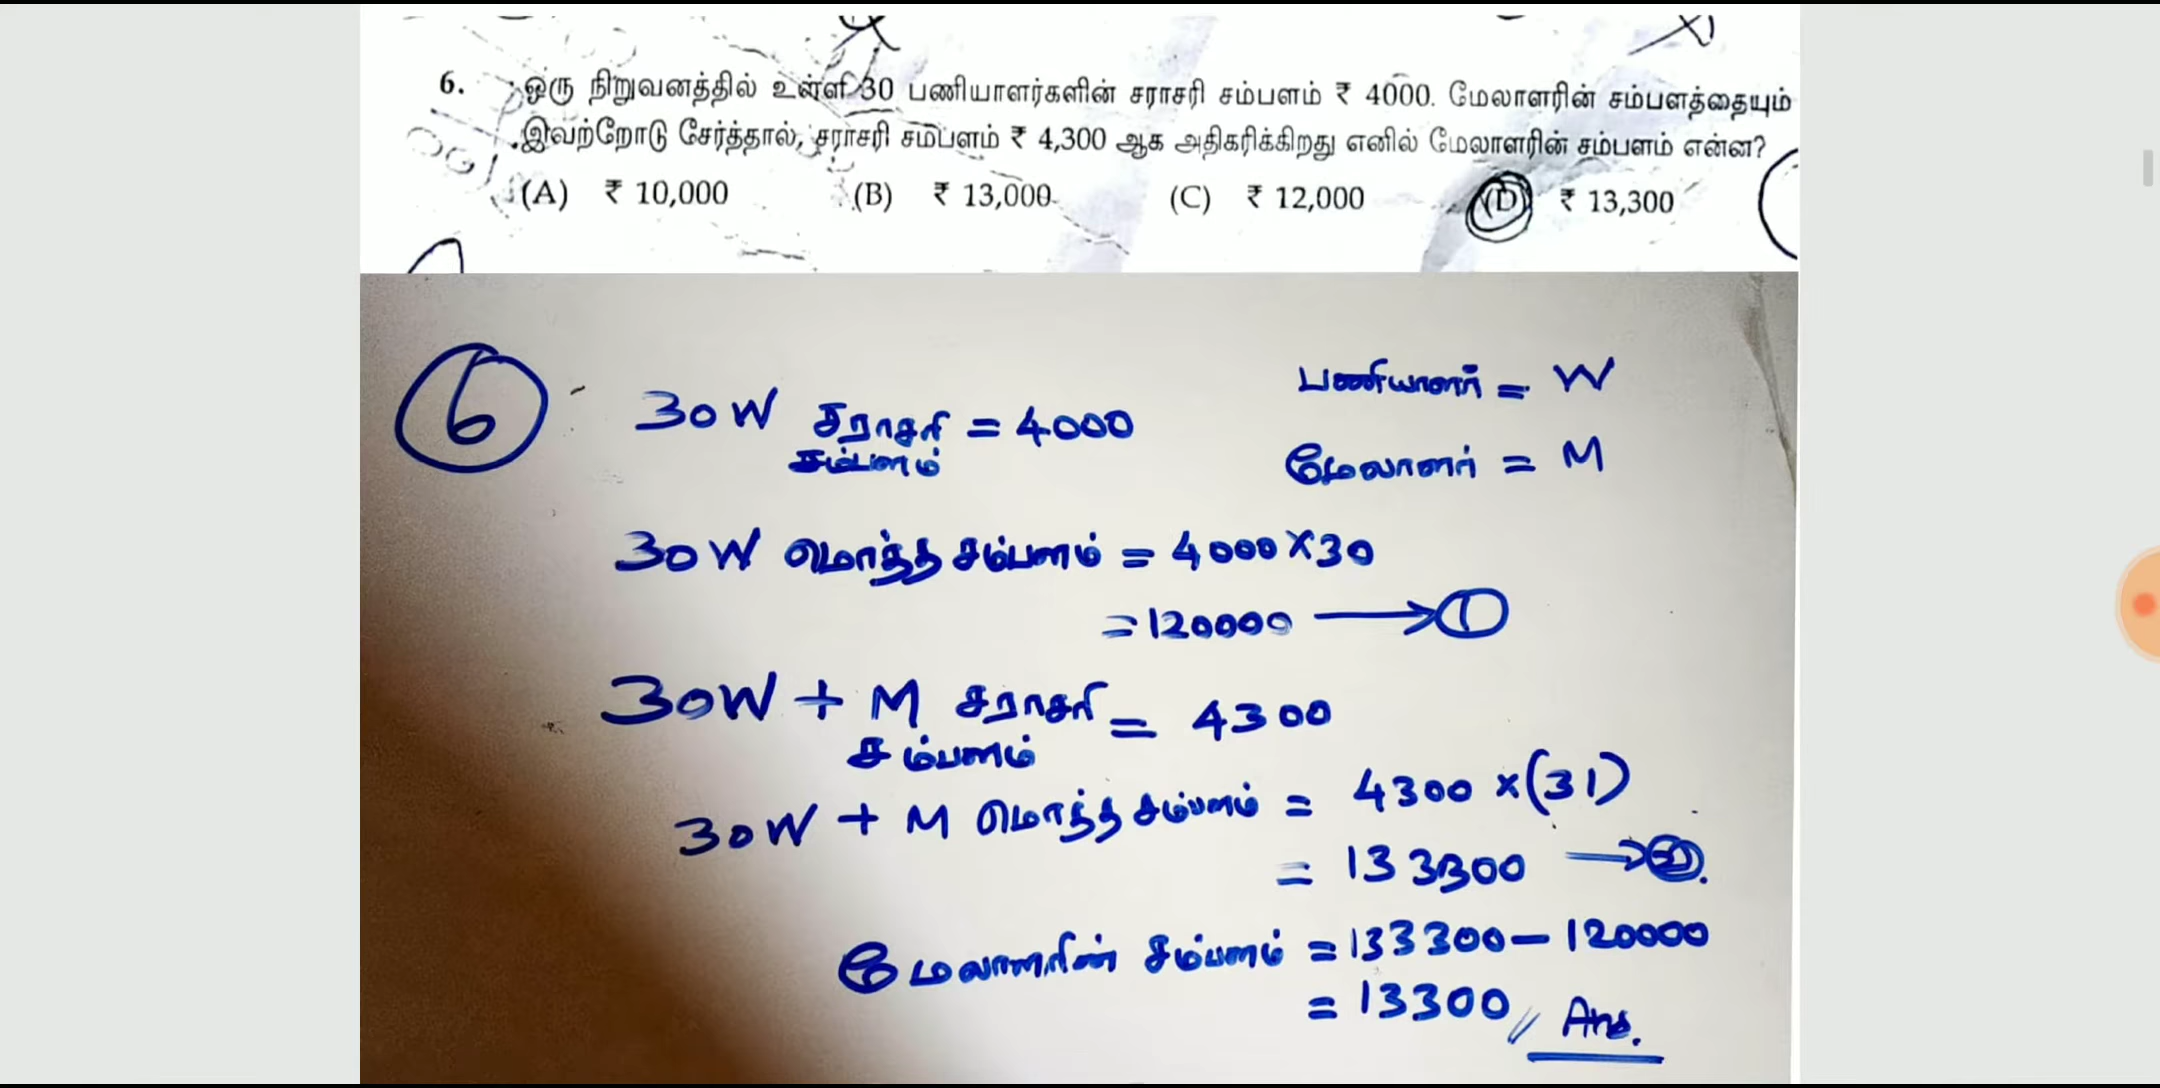 6. ஒரு நிறுவனத்தில் உள்ள 30 பணியாளர்களின் சராசரி சம்பளம் ₹ 4000. மேலாளரின் சம்பளத்தையும்
இவற்றோடு சேர்த்தால், சராசரி சம்பளம் ₹ 4,300 ஆக அதிகரிக்கிறது எனில் மேலாளரின் சம்பளம் என்ன?
(A) ₹ 10,000 (B) ₹ 13,000 (C) ₹ 12,000 (D) ₹ 13,300
6
பணியாளர் = W
30W சராசரி சம்பளம் = 4000
மேலாளர் = M
30W மொத்த சம்பளம் = 4000×30
= 120000 → 1
30W + M சராசரி சம்பளம் = 4300
30W + M மொத்த சம்பளம் = 4300 ×(31)
= 133300 → 2.
மேலாளரின் சம்பளம் = 133300 – 120000
= 13300 // Ans.